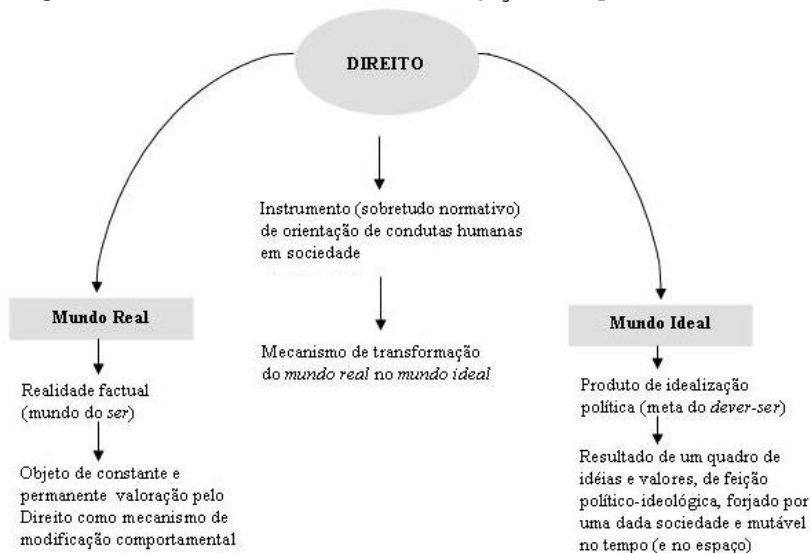 DIREITO
Instrumento (sobretudo normativo)
de orientação de condutas humanas
em sociedade
Mecanismo de transformação
do mundo real no mundo ideal
Mundo Real
Realidade factual
(mundo do ser)
Objeto de constante e
permanente valoração pelo
Direito como mecanismo de
modificação comportamental
Mundo Ideal
Produto de idealização
política (meta do dever-ser)
Resultado de um quadro de
idéias e valores, de feição
político-ideológica, forjado por
uma dada sociedade e mutável
no tempo (e no espaço)